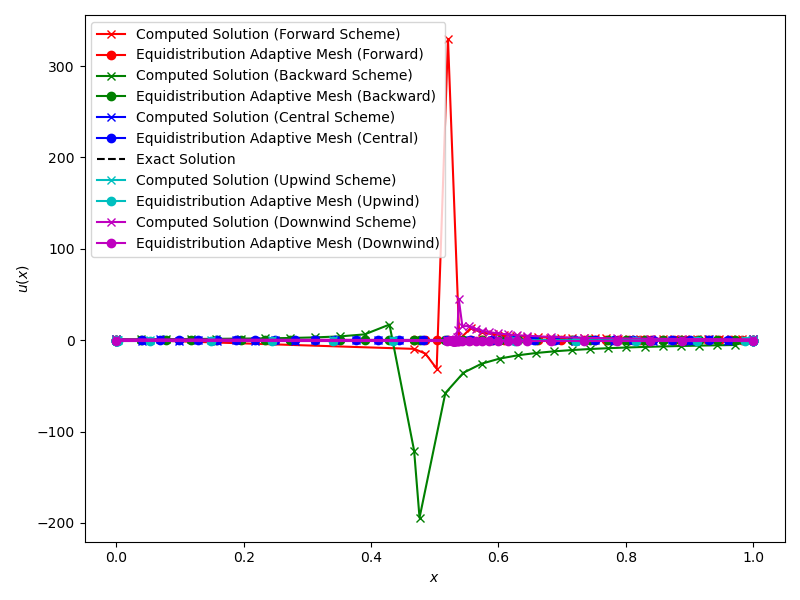 Computed Solution (Forward Scheme)
Equidistribution Adaptive Mesh (Forward)
Computed Solution (Backward Scheme)
Equidistribution Adaptive Mesh (Backward)
Computed Solution (Central Scheme)
Equidistribution Adaptive Mesh (Central)
Exact Solution
Computed Solution (Upwind Scheme)
Equidistribution Adaptive Mesh (Upwind)
Computed Solution (Downwind Scheme)
Equidistribution Adaptive Mesh (Downwind)
300
200
100
0
−100
−200
u(x)
0.0 0.2 0.4 0.6 0.8 1.0
x